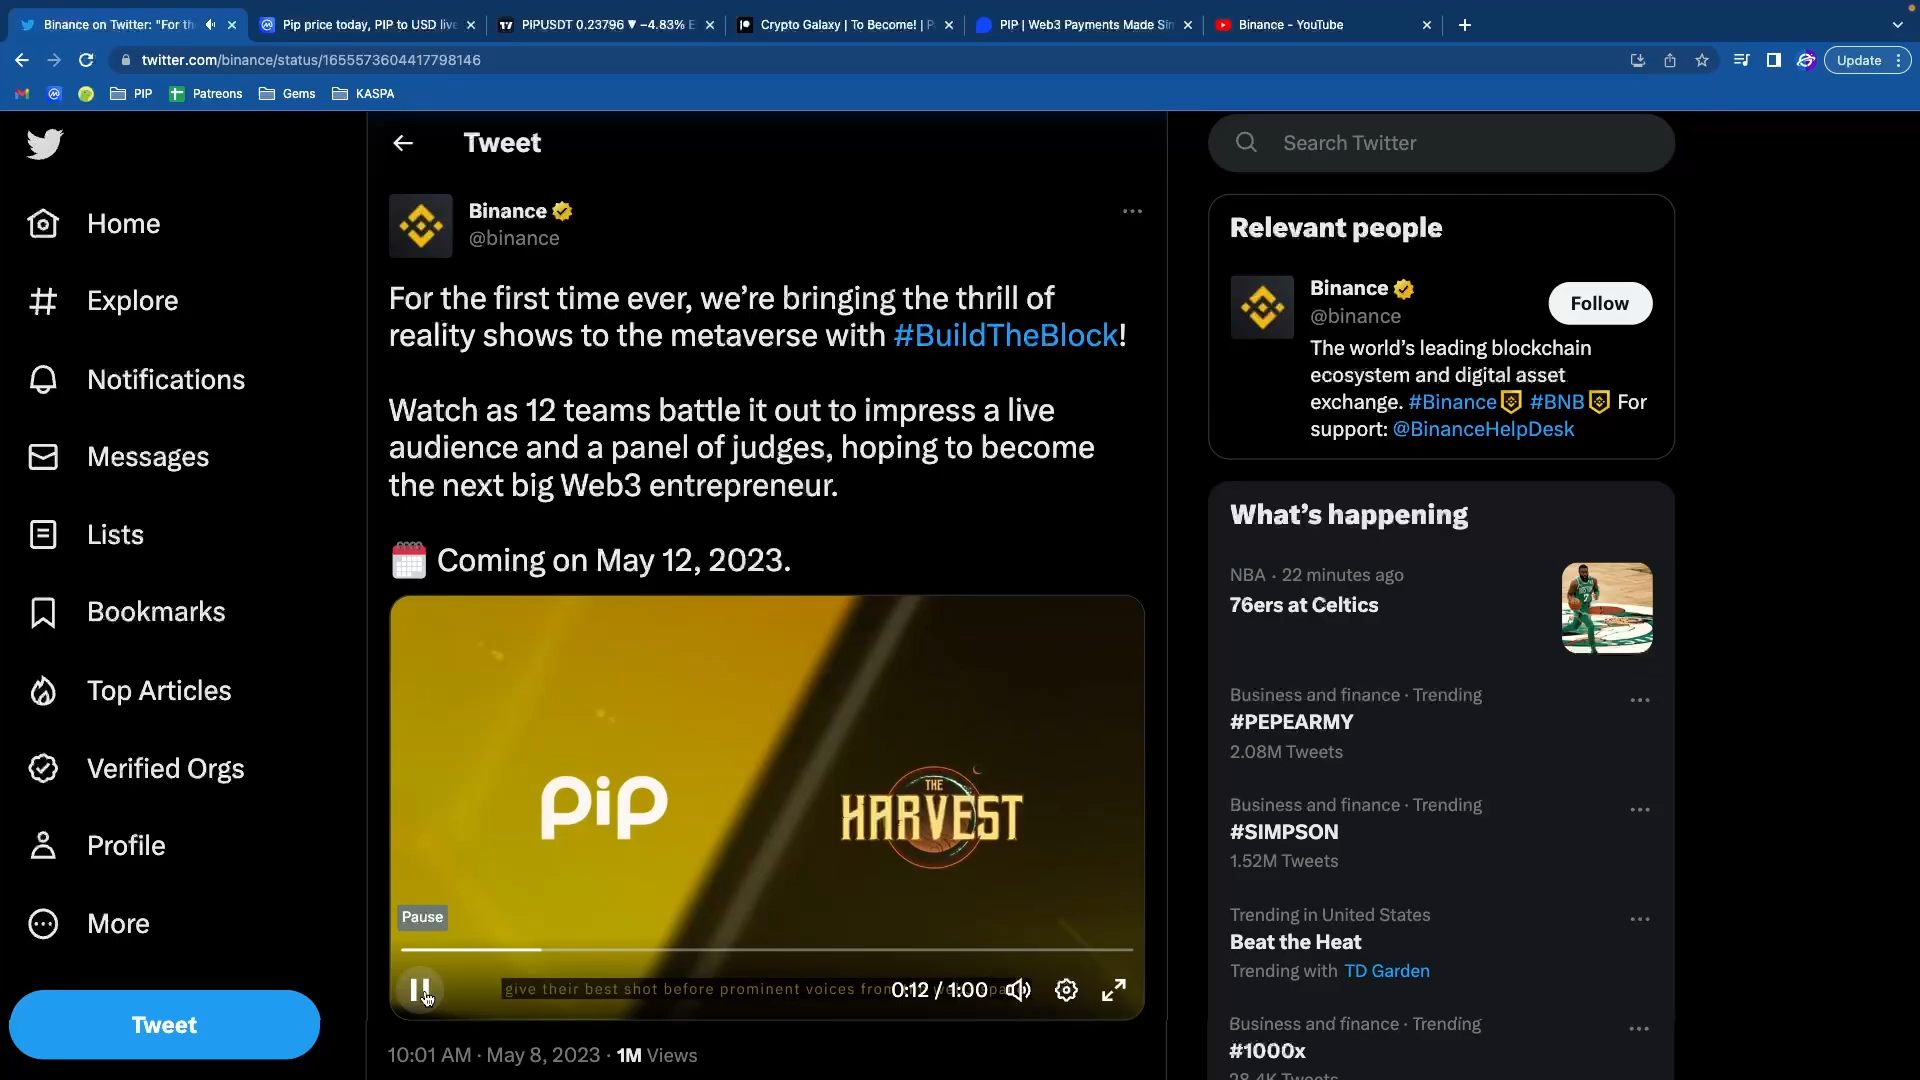 Binance on Twitter: "For th
Pip price today, PIP to USD live
PIPUSDT 0.23796 ▼ −4.83%
Crypto Galaxy | To Become! |
PIP | Web3 Payments Made Sim
Binance - YouTube
twitter.com/binance/status/1655573604417798146
Update
PIP
Patreons
Gems
KASPA
Home
Explore
Notifications
Messages
Lists
Bookmarks
Top Articles
Verified Orgs
Profile
More
Tweet
Tweet
Binance
@binance
For the first time ever, we're bringing the thrill of
reality shows to the metaverse with #BuildTheBlock!
Watch as 12 teams battle it out to impress a live
audience and a panel of judges, hoping to become
the next big Web3 entrepreneur.
Coming on May 12, 2023.
pip
THE
HARVEST
Pause
give their best shot before prominent voices from
0:12 / 1:00
10:01 AM · May 8, 2023 · 1M Views
Search Twitter
Relevant people
Binance
@binance
Follow
The world's leading blockchain
ecosystem and digital asset
exchange. #Binance #BNB For
support: @BinanceHelpDesk
What's happening
NBA · 22 minutes ago
76ers at Celtics
Business and finance · Trending
#PEPEARMY
2.08M Tweets
Business and finance · Trending
#SIMPSON
1.52M Tweets
Trending in United States
Beat the Heat
Trending with TD Garden
Business and finance · Trending
#1000x
28.4K Tweets